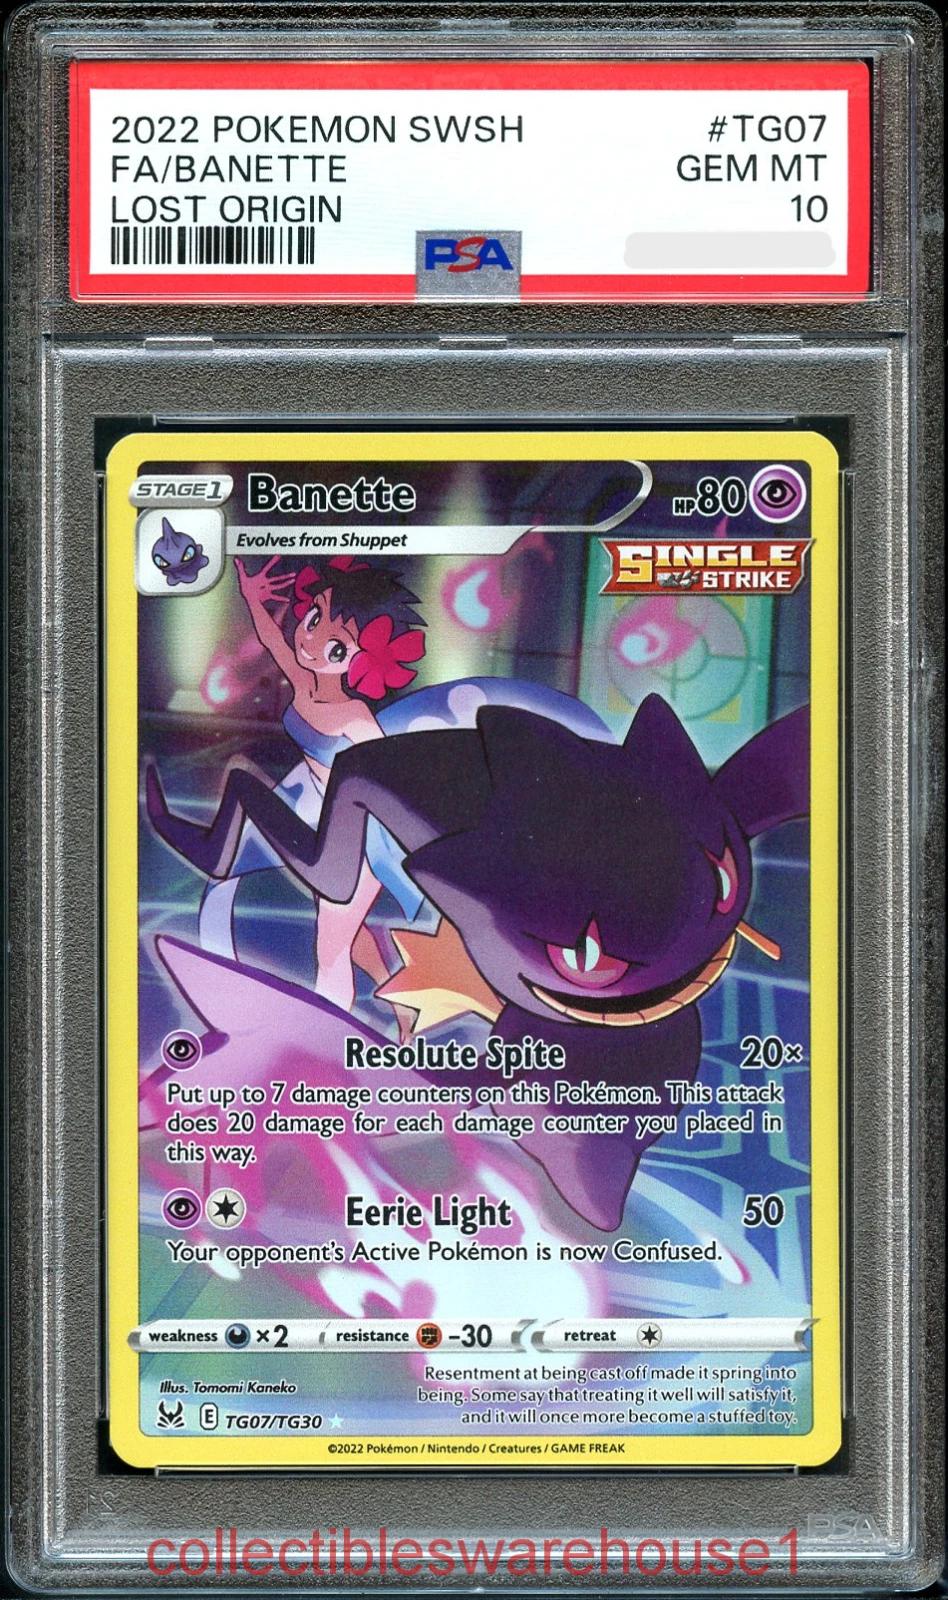 2022 POKEMON SWSH #TG07
FA/BANETTE GEM MT
LOST ORIGIN 10
PSA
STAGE 1 Banette HP 80
Evolves from Shuppet
SINGLE
STRIKE
Resolute Spite 20×
Put up to 7 damage counters on this Pokémon. This attack
does 20 damage for each damage counter you placed in
this way.
Eerie Light 50
Your opponent's Active Pokémon is now Confused.
weakness ×2 resistance -30 retreat
Resentment at being cast off made it spring into
being. Some say that treating it well will satisfy it,
and it will once more become a stuffed toy.
Illus. Tomomi Kaneko
E TG07/TG30
©2022 Pokémon / Nintendo / Creatures / GAME FREAK
PSA
collectibleswarehouse1